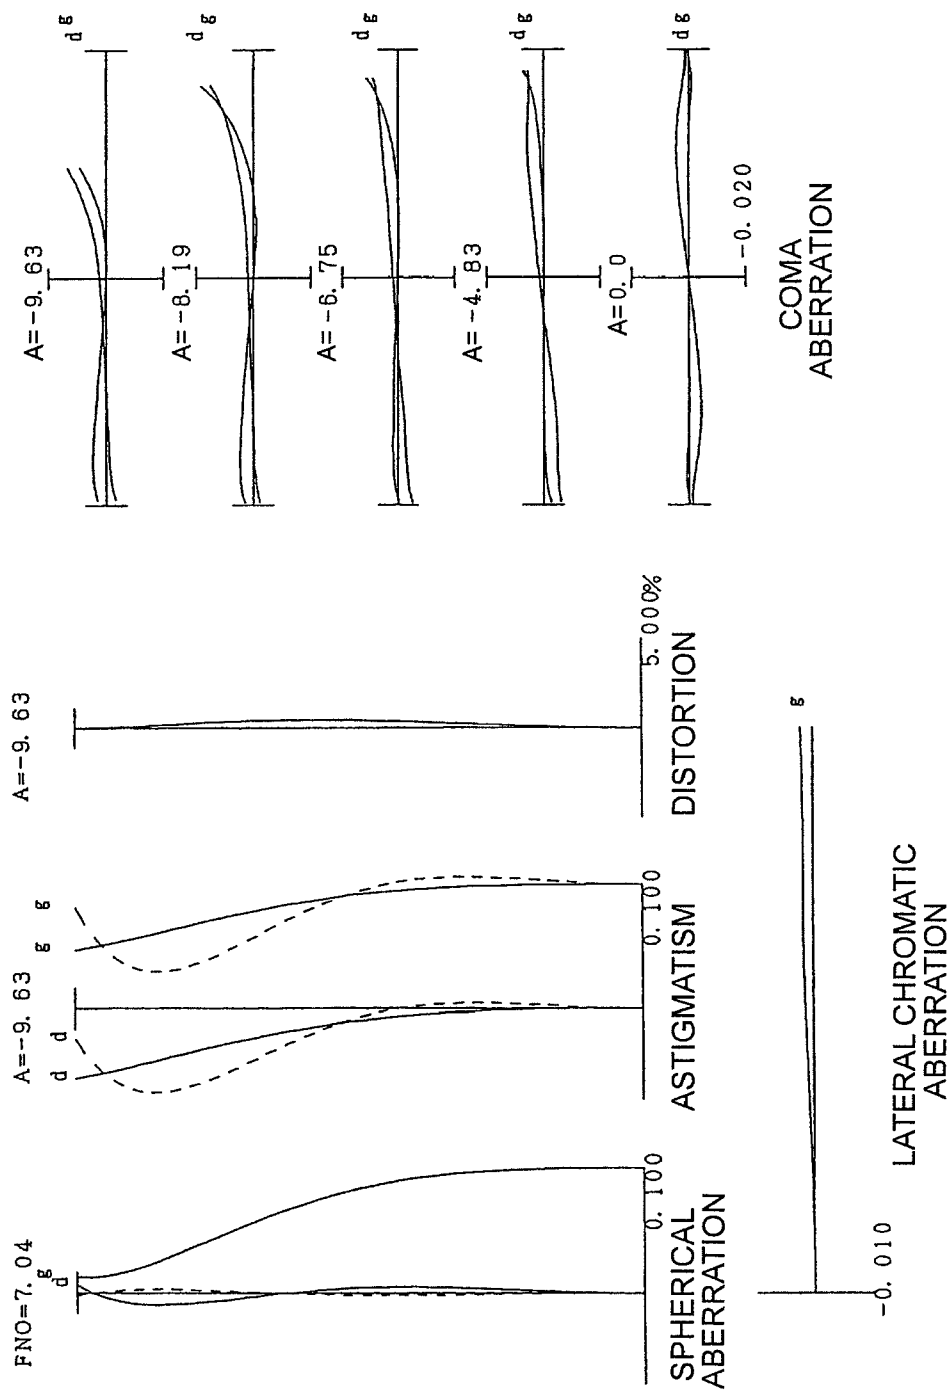 FNO=7. 04
g
d
0. 100
SPHERICAL
ABERRATION
A=-9. 63
d
d
g
g
0. 100
ASTIGMATISM
A=-9. 63
5. 000%
DISTORTION
A=-9. 63
d g
A=-8. 19
d g
A=-6. 75
d g
A=-4. 83
d g
A=0. 0
d g
-0. 020
COMA
ABERRATION
g
-0. 010
LATERAL CHROMATIC
ABERRATION